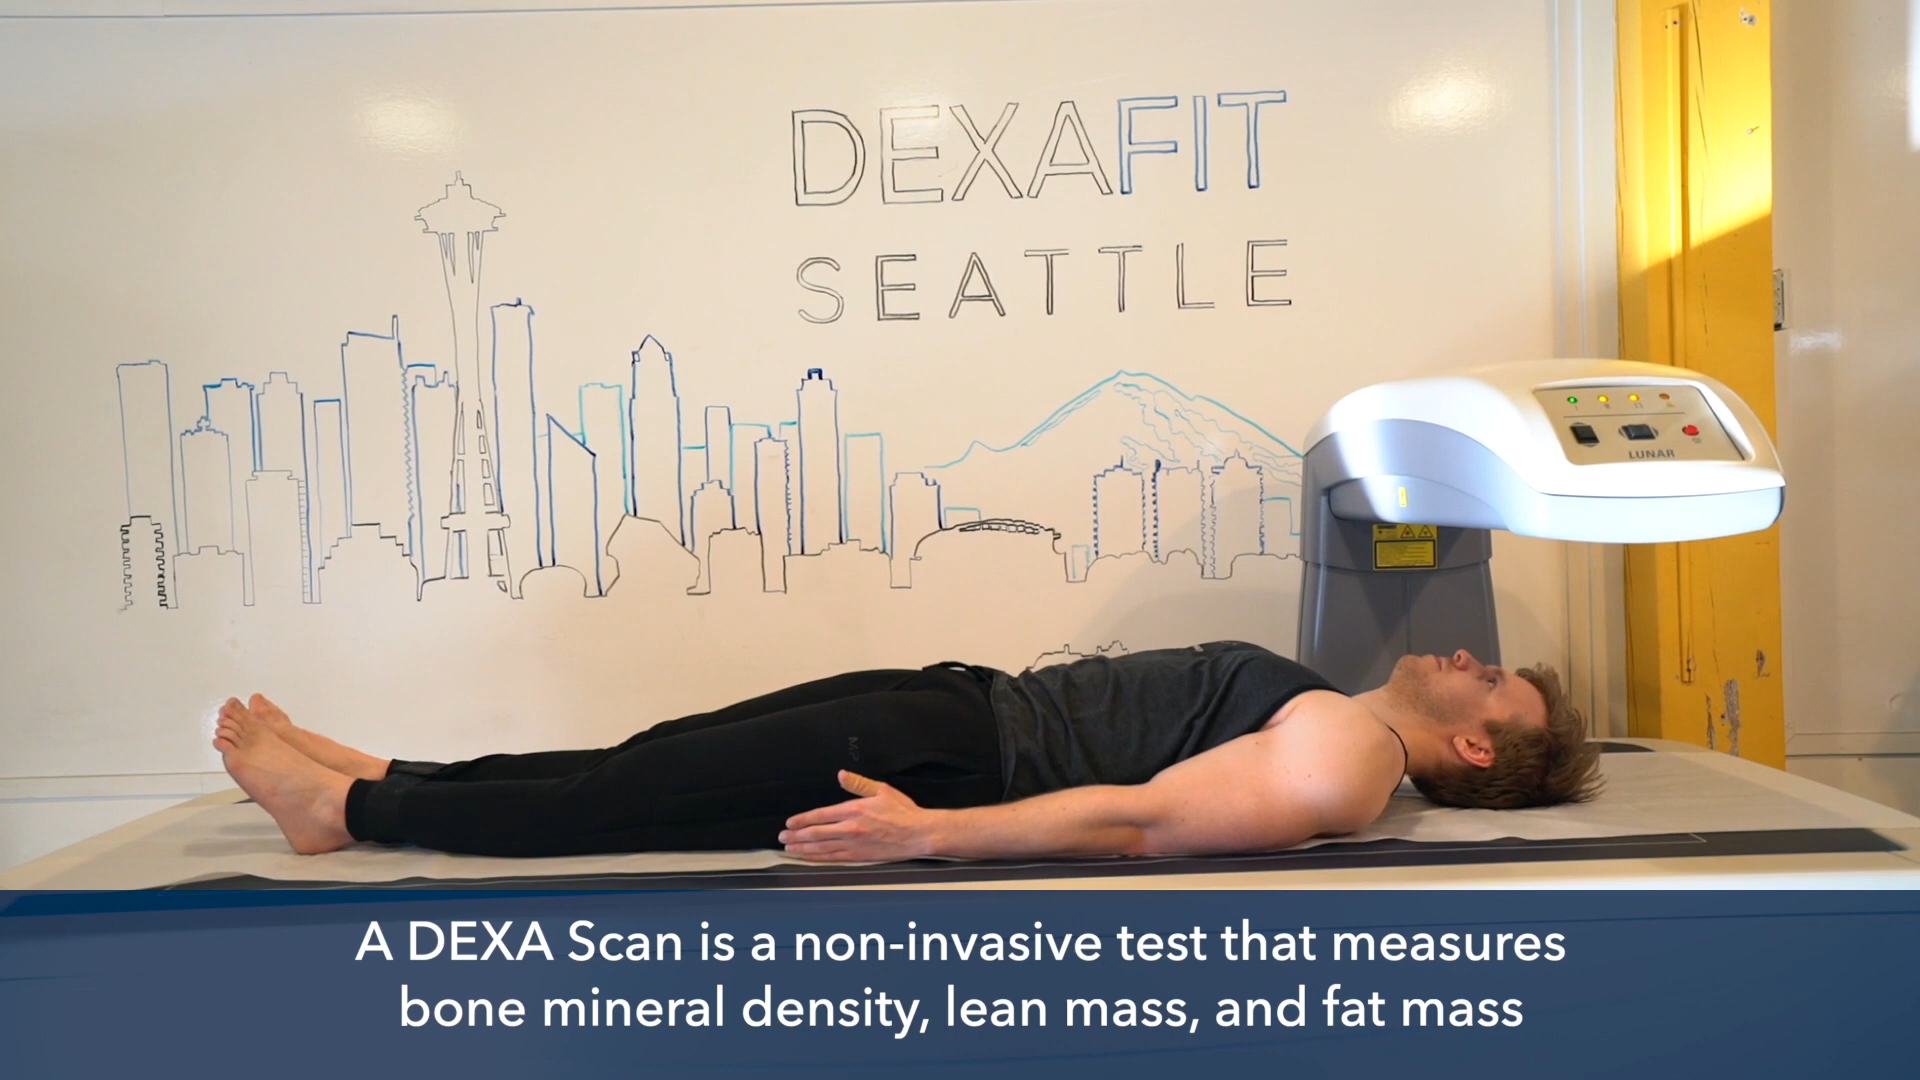 DEXAFIT
SEATTLE
LUNAR
A DEXA Scan is a non-invasive test that measures
bone mineral density, lean mass, and fat mass